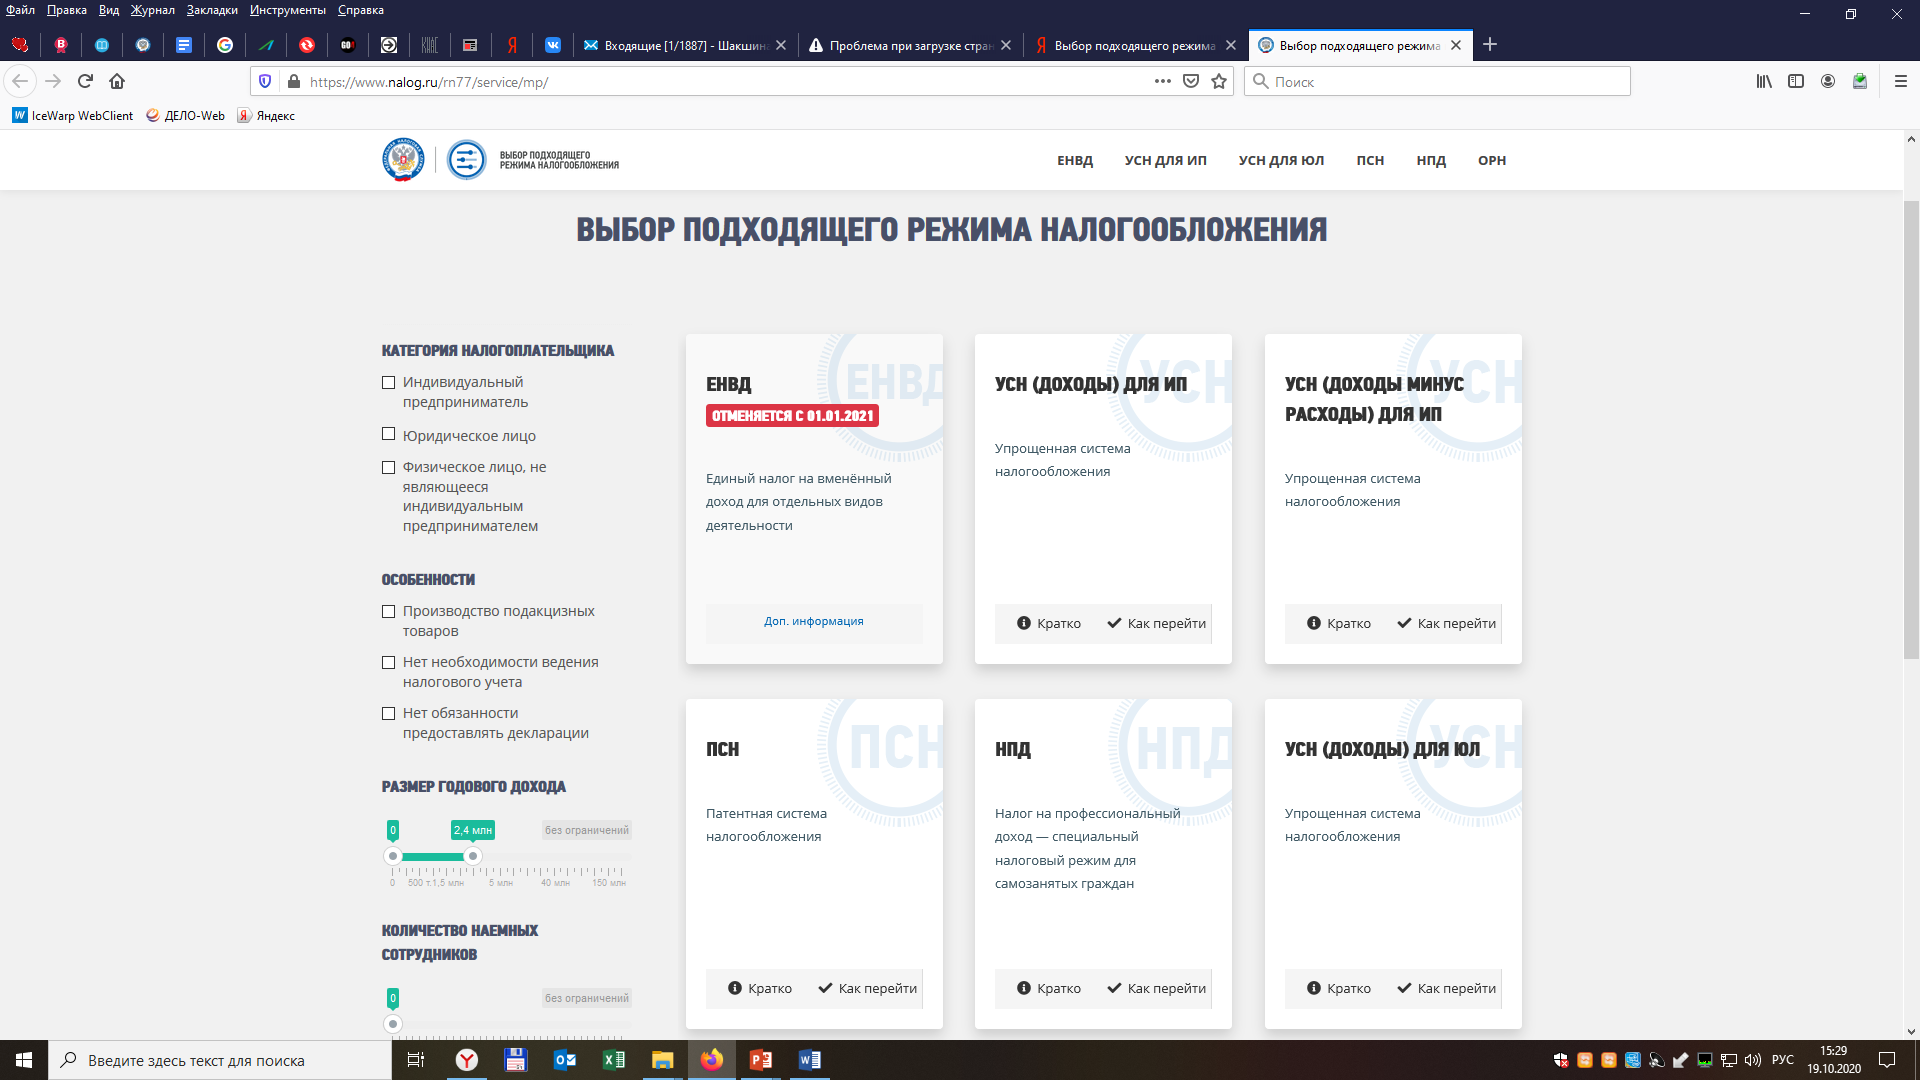 Файл Правка Вид Журнал Закладки Инструменты Справка
Входящие [1/1887] - Шакшин
Проблема при загрузке стран
Выбор подходящего режима
Выбор подходящего режима
https://www.nalog.ru/rn77/service/mp/
Поиск
IceWarp WebClient
ДЕЛО-Web
Яндекс
ВЫБОР ПОДХОДЯЩЕГО
РЕЖИМА НАЛОГООБЛОЖЕНИЯ
ЕНВД УСН ДЛЯ ИП УСН ДЛЯ ЮЛ ПСН НПД ОРН
ВЫБОР ПОДХОДЯЩЕГО РЕЖИМА НАЛОГООБЛОЖЕНИЯ
КАТЕГОРИЯ НАЛОГОПЛАТЕЛЬЩИКА
Индивидуальный
предприниматель
Юридическое лицо
Физическое лицо, не
являющееся
индивидуальным
предпринимателем
ОСОБЕННОСТИ
Производство подакцизных
товаров
Нет необходимости ведения
налогового учета
Нет обязанности
предоставлять декларации
РАЗМЕР ГОДОВОГО ДОХОДА
0 2,4 млн без ограничений
0 500 т. 1,5 млн 5 млн 40 млн 150 млн
КОЛИЧЕСТВО НАЕМНЫХ
СОТРУДНИКОВ
0 без ограничений
ЕНВД
ЕНВД
ОТМЕНЯЕТСЯ С 01.01.2021
Единый налог на вменённый
доход для отдельных видов
деятельности
Доп. информация
УСН
УСН (ДОХОДЫ) ДЛЯ ИП
Упрощенная система
налогообложения
Кратко Как перейти
УСН
УСН (ДОХОДЫ МИНУС
РАСХОДЫ) ДЛЯ ИП
Упрощенная система
налогообложения
Кратко Как перейти
ПСН
ПСН
Патентная система
налогообложения
Кратко Как перейти
НПД
НПД
Налог на профессиональный
доход — специальный
налоговый режим для
самозанятых граждан
Кратко Как перейти
УСН
УСН (ДОХОДЫ) ДЛЯ ЮЛ
Упрощенная система
налогообложения
Кратко Как перейти
Введите здесь текст для поиска
РУС
15:29
19.10.2020